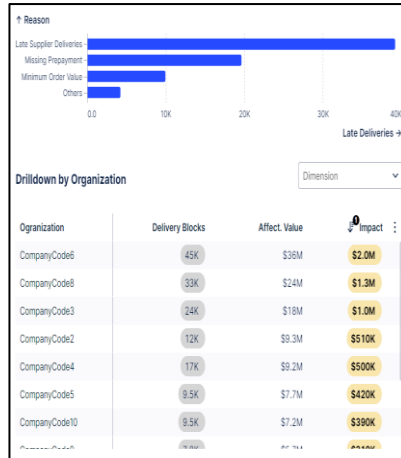 ↑ Reason
Late Supplier Deliveries
Missing Prepayment
Minimum Order Value
Others
0.0 10K 20K 30K 40K
Late Deliveries →
Drilldown by Organization
Dimension
Ogranization Delivery Blocks Affect. Value 1 Impact
CompanyCode6 45K $36M $2.0M
CompanyCode8 33K $24M $1.3M
CompanyCode3 24K $18M $1.0M
CompanyCode2 12K $9.3M $510K
CompanyCode4 17K $9.2M $500K
CompanyCode5 9.5K $7.7M $420K
CompanyCode10 9.5K $7.2M $390K